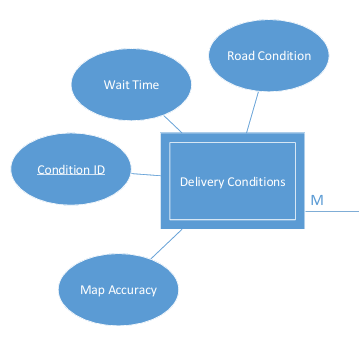 Road Condition
Wait Time
Condition ID
Delivery Conditions
M
Map Accuracy